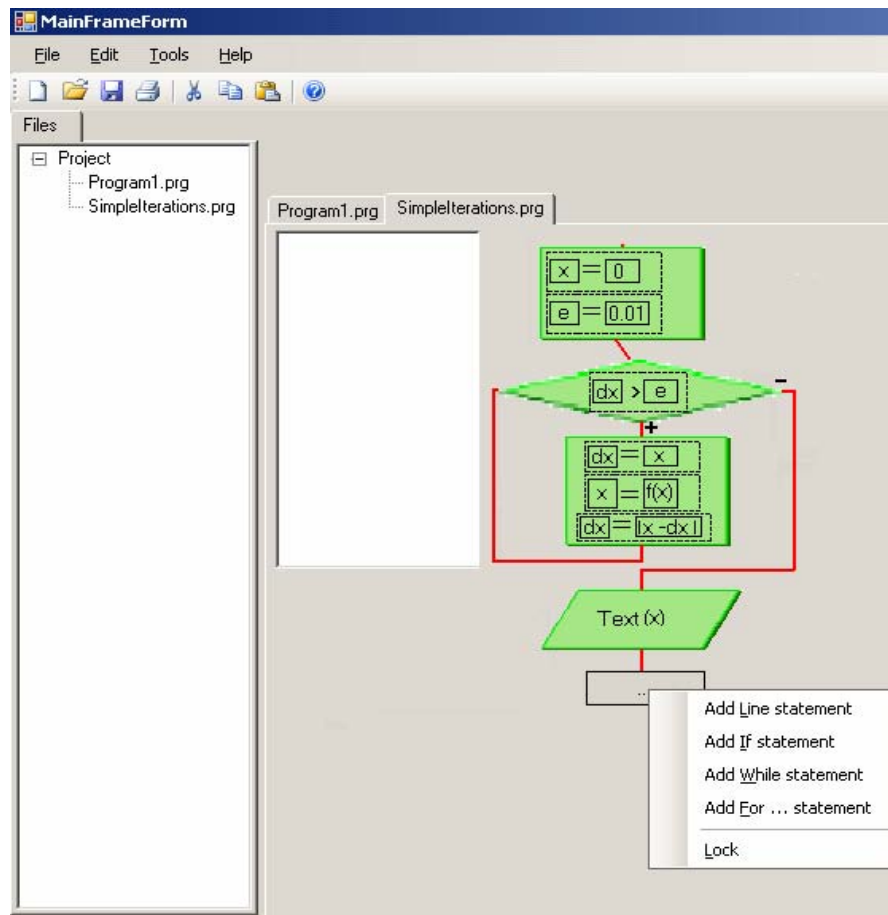 MainFrameForm
File Edit Tools Help
Files
Project
Program1.prg
SimpleIterations.prg
Program1.prg SimpleIterations.prg
x = 0
e = 0.01
dx > e
-
+
dx = x
x = f(x)
dx = |x -dx|
Text(x)
...
Add Line statement
Add If statement
Add While statement
Add For ... statement
Lock